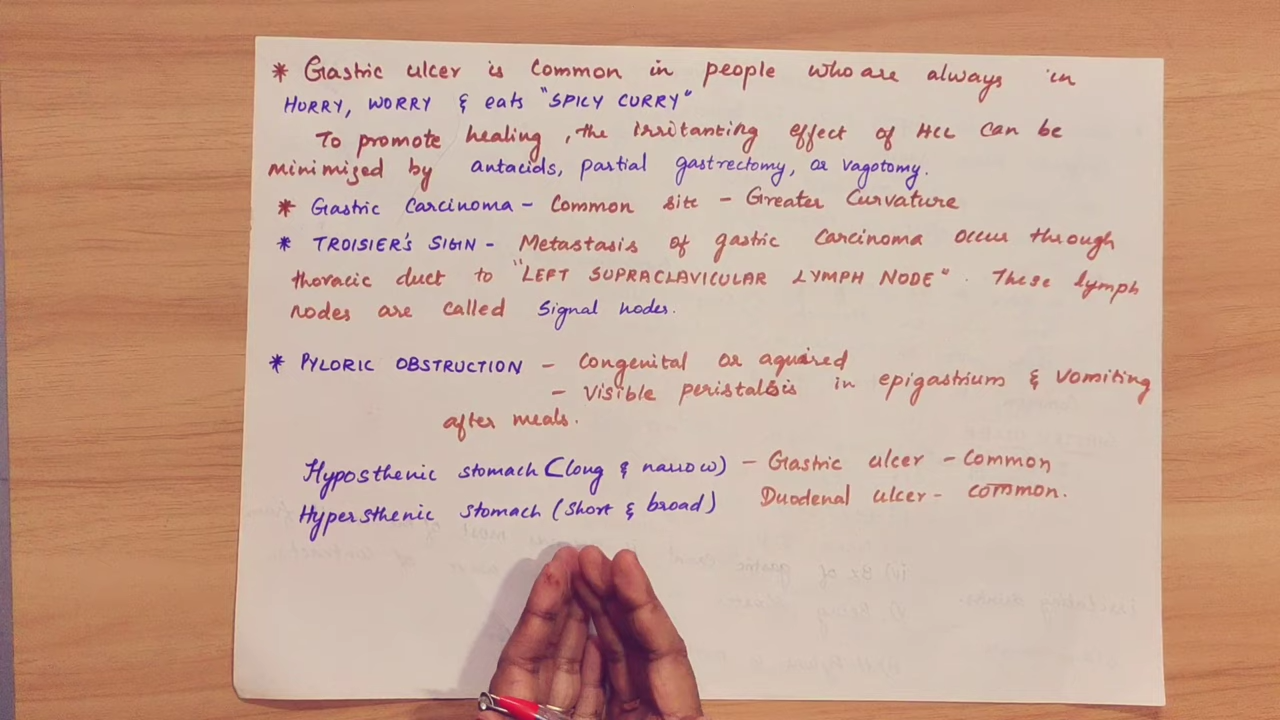 * Gastric ulcer is common in people who are always in
HURRY, WORRY & eats "SPICY CURRY"
To promote healing, the irritanting effect of HCL can be
minimized by antacids, partial gastrectomy, or vagotomy.
* Gastric Carcinoma - Common site - Greater Curvature
* TROISIER'S SIGN - Metastasis of gastric carcinoma occur through
thoracic duct to "LEFT SUPRACLAVICULAR LYMPH NODE". These lymph
nodes are called Signal nodes.
* PYLORIC OBSTRUCTION - Congenital or aquired
- Visible peristalsis in epigastrium & vomiting
after meals.
Hyposthenic stomach (long & narrow) - Gastric ulcer - common
Hypersthenic stomach (short & broad) Duodenal ulcer - common.